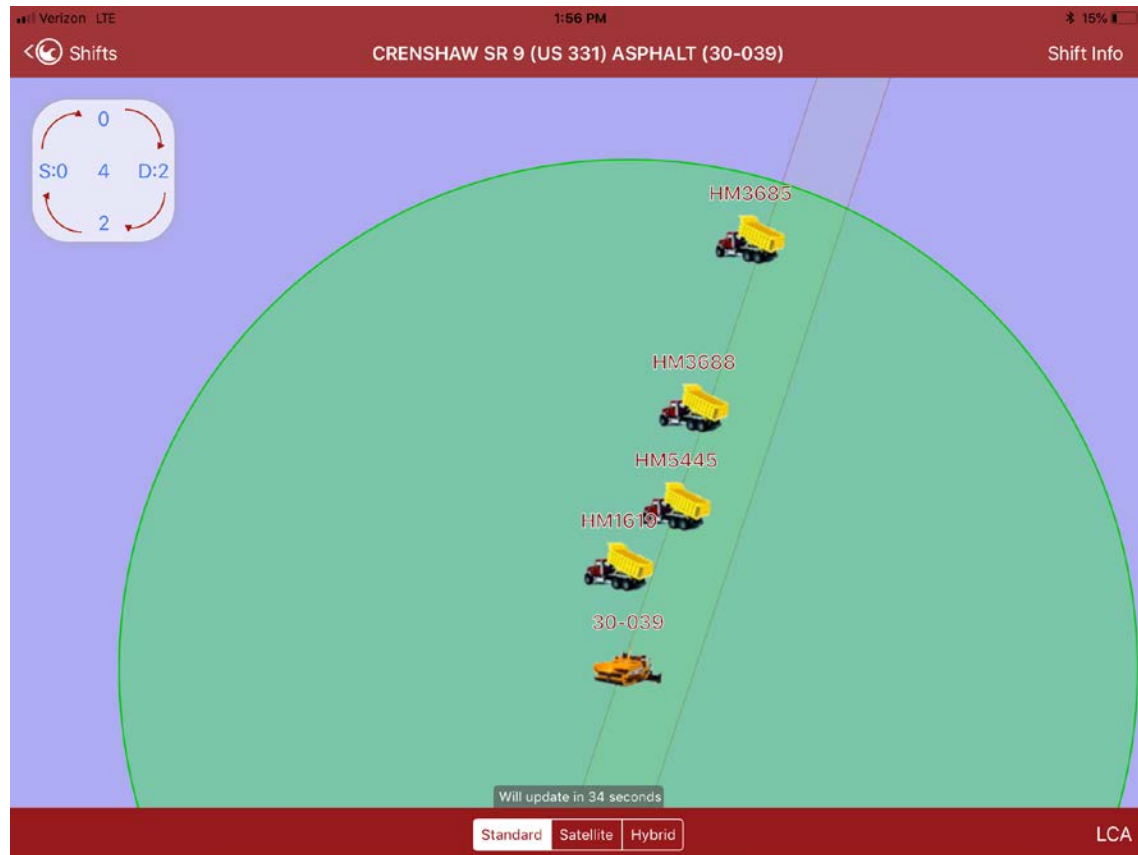 Verizon LTE 1:56 PM 15%
Shifts CRENSHAW SR 9 (US 331) ASPHALT (30-039) Shift Info
0
S:0 4 D:2
2
HM3685
HM3688
HM5445
HM1619
30-039
Will update in 34 seconds
Standard Satellite Hybrid LCA